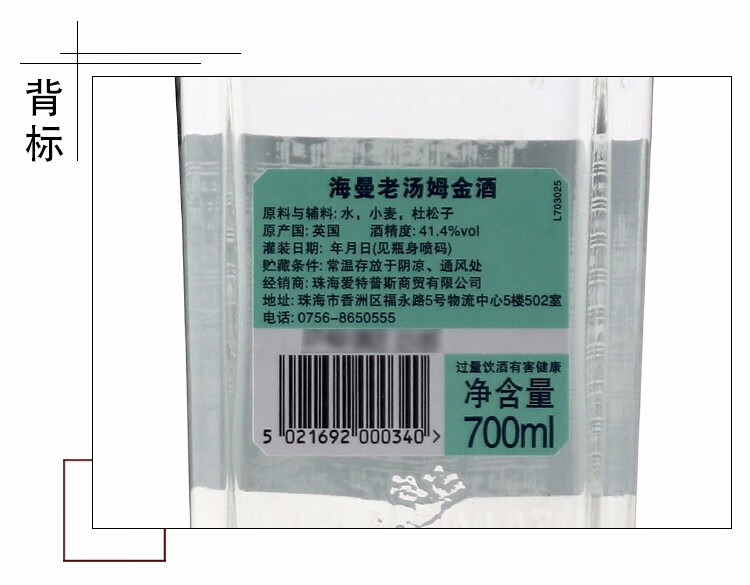 背标
海曼老汤姆金酒
L703025
原料与辅料: 水，小麦，杜松子
原产国: 英国 酒精度: 41.4%vol
灌装日期: 年月日(见瓶身喷码)
贮藏条件: 常温存放于阴凉、通风处
经销商: 珠海爱特普斯商贸有限公司
地址: 珠海市香洲区福永路5号物流中心5楼502室
电话: 0756-8650555
过量饮酒有害健康
净含量
700ml
5 021692 000340 >